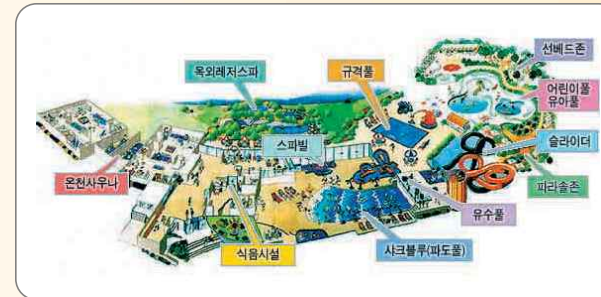 선베드존
옥외레저스파
규격풀
어린이풀
유아풀
슬라이더
스파빌
온천사우나
파라솔존
유수풀
식음시설
샤크블루(파도풀)